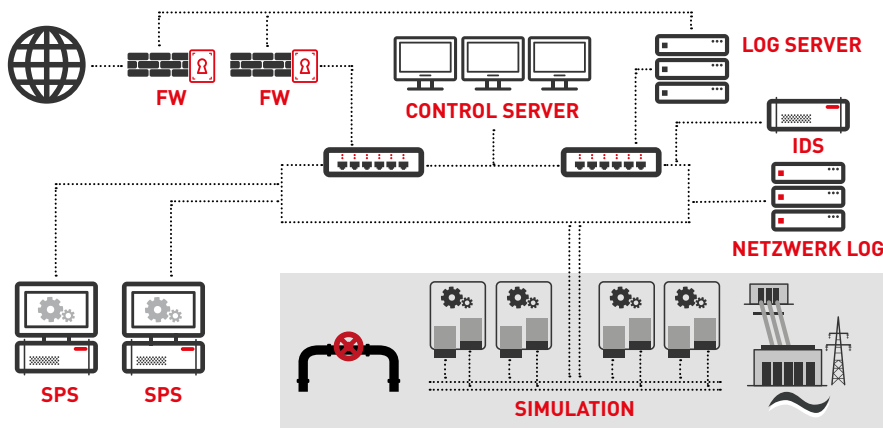 LOG SERVER
FW
FW
CONTROL SERVER
IDS
NETZWERK LOG
SPS
SPS
SIMULATION